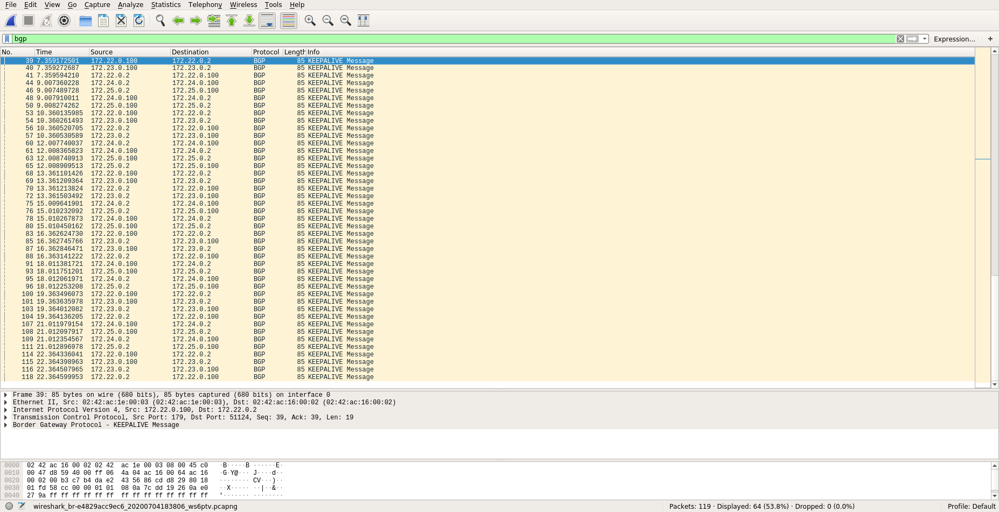 File Edit View Go Capture Analyze Statistics Telephony Wireless Tools Help
bgp Expression… +
No. Time Source Destination Protocol Length Info
39 7.359172501 172.22.0.100 172.22.0.2 BGP 85 KEEPALIVE Message
40 7.359272687 172.23.0.100 172.23.0.2 BGP 85 KEEPALIVE Message
41 7.359594210 172.22.0.2 172.22.0.100 BGP 85 KEEPALIVE Message
44 9.007360228 172.24.0.2 172.24.0.100 BGP 85 KEEPALIVE Message
46 9.007489728 172.25.0.2 172.25.0.100 BGP 85 KEEPALIVE Message
48 9.007910011 172.24.0.100 172.24.0.2 BGP 85 KEEPALIVE Message
50 9.008274262 172.25.0.100 172.25.0.2 BGP 85 KEEPALIVE Message
53 10.360135985 172.22.0.100 172.22.0.2 BGP 85 KEEPALIVE Message
54 10.360261493 172.23.0.100 172.23.0.2 BGP 85 KEEPALIVE Message
56 10.360520705 172.22.0.2 172.22.0.100 BGP 85 KEEPALIVE Message
57 10.360530589 172.23.0.2 172.23.0.100 BGP 85 KEEPALIVE Message
60 12.007740037 172.24.0.2 172.24.0.100 BGP 85 KEEPALIVE Message
61 12.008365823 172.24.0.100 172.24.0.2 BGP 85 KEEPALIVE Message
63 12.008740913 172.25.0.100 172.25.0.2 BGP 85 KEEPALIVE Message
65 12.008909513 172.25.0.2 172.25.0.100 BGP 85 KEEPALIVE Message
68 13.361101426 172.22.0.100 172.22.0.2 BGP 85 KEEPALIVE Message
69 13.361209364 172.23.0.100 172.23.0.2 BGP 85 KEEPALIVE Message
70 13.361213824 172.22.0.2 172.22.0.100 BGP 85 KEEPALIVE Message
72 13.361503492 172.23.0.2 172.23.0.100 BGP 85 KEEPALIVE Message
75 15.009641901 172.24.0.2 172.24.0.100 BGP 85 KEEPALIVE Message
76 15.010232092 172.25.0.2 172.25.0.100 BGP 85 KEEPALIVE Message
78 15.010267873 172.24.0.100 172.24.0.2 BGP 85 KEEPALIVE Message
80 15.010450162 172.25.0.100 172.25.0.2 BGP 85 KEEPALIVE Message
83 16.362624730 172.22.0.100 172.22.0.2 BGP 85 KEEPALIVE Message
85 16.362745766 172.23.0.2 172.23.0.100 BGP 85 KEEPALIVE Message
87 16.362846471 172.23.0.100 172.23.0.2 BGP 85 KEEPALIVE Message
88 16.363141222 172.22.0.2 172.22.0.100 BGP 85 KEEPALIVE Message
91 18.011381721 172.24.0.100 172.24.0.2 BGP 85 KEEPALIVE Message
93 18.011751201 172.25.0.100 172.25.0.2 BGP 85 KEEPALIVE Message
95 18.012061971 172.24.0.2 172.24.0.100 BGP 85 KEEPALIVE Message
96 18.012253208 172.25.0.2 172.25.0.100 BGP 85 KEEPALIVE Message
100 19.363496073 172.22.0.100 172.22.0.2 BGP 85 KEEPALIVE Message
101 19.363635978 172.23.0.100 172.23.0.2 BGP 85 KEEPALIVE Message
103 19.364012082 172.23.0.2 172.23.0.100 BGP 85 KEEPALIVE Message
104 19.364136205 172.22.0.2 172.22.0.100 BGP 85 KEEPALIVE Message
107 21.011979154 172.24.0.100 172.24.0.2 BGP 85 KEEPALIVE Message
108 21.012097917 172.25.0.100 172.25.0.2 BGP 85 KEEPALIVE Message
109 21.012354567 172.24.0.2 172.24.0.100 BGP 85 KEEPALIVE Message
111 21.012896978 172.25.0.2 172.25.0.100 BGP 85 KEEPALIVE Message
114 22.364336041 172.22.0.100 172.22.0.2 BGP 85 KEEPALIVE Message
115 22.364398963 172.23.0.100 172.23.0.2 BGP 85 KEEPALIVE Message
116 22.364507965 172.23.0.2 172.23.0.100 BGP 85 KEEPALIVE Message
118 22.364599953 172.22.0.2 172.22.0.100 BGP 85 KEEPALIVE Message
Frame 39: 85 bytes on wire (680 bits), 85 bytes captured (680 bits) on interface 0
Ethernet II, Src: 02:42:ac:1e:00:03 (02:42:ac:1e:00:03), Dst: 02:42:ac:16:00:02 (02:42:ac:16:00:02)
Internet Protocol Version 4, Src: 172.22.0.100, Dst: 172.22.0.2
Transmission Control Protocol, Src Port: 179, Dst Port: 51124, Seq: 39, Ack: 39, Len: 19
Border Gateway Protocol - KEEPALIVE Message
0000 02 42 ac 16 00 02 02 42 ac 1e 00 03 08 00 45 c0 ·B·····B ······E·
0010 00 47 d8 59 40 00 ff 06 4a 04 ac 16 00 64 ac 16 ·G·Y@··· J····d··
0020 00 02 00 b3 c7 b4 da e2 43 56 86 cd d8 29 80 18 ········ CV···)··
0030 01 fd 58 cc 00 00 01 01 08 0a 7c dd 19 26 0a e0 ··X····· ··|··&··
0040 27 9a ff ff ff ff ff ff ff ff ff ff ff ff ff ff '······· ········
wireshark_br-e4829acc9ec6_20200704183806_ws6ptv.pcapng Packets: 119 · Displayed: 64 (53.8%) · Dropped: 0 (0.0%) Profile: Default